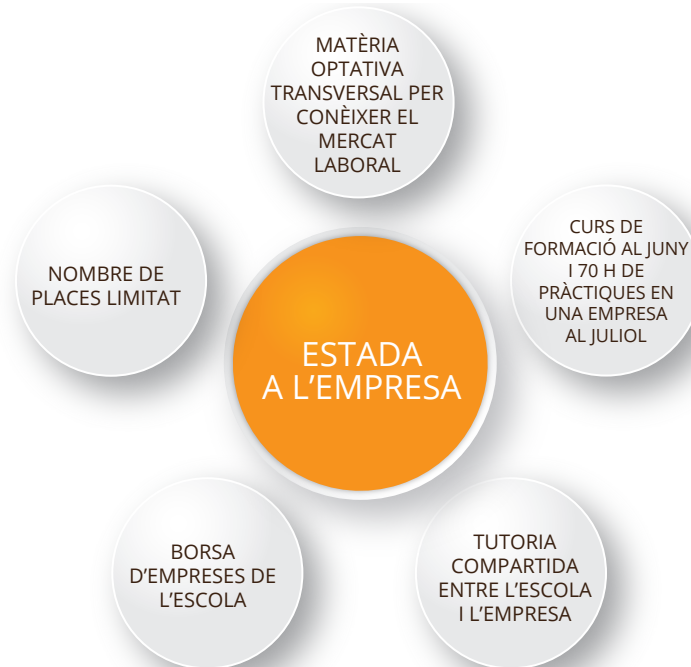 MATÈRIA
OPTATIVA
TRANSVERSAL PER
CONÈIXER EL
MERCAT
LABORAL
CURS DE
FORMACIÓ AL JUNY
I 70 H DE
PRÀCTIQUES EN
UNA EMPRESA
AL JULIOL
NOMBRE DE
PLACES LIMITAT
ESTADA
A L’EMPRESA
BORSA
D’EMPRESES DE
L’ESCOLA
TUTORIA
COMPARTIDA
ENTRE L’ESCOLA
I L’EMPRESA